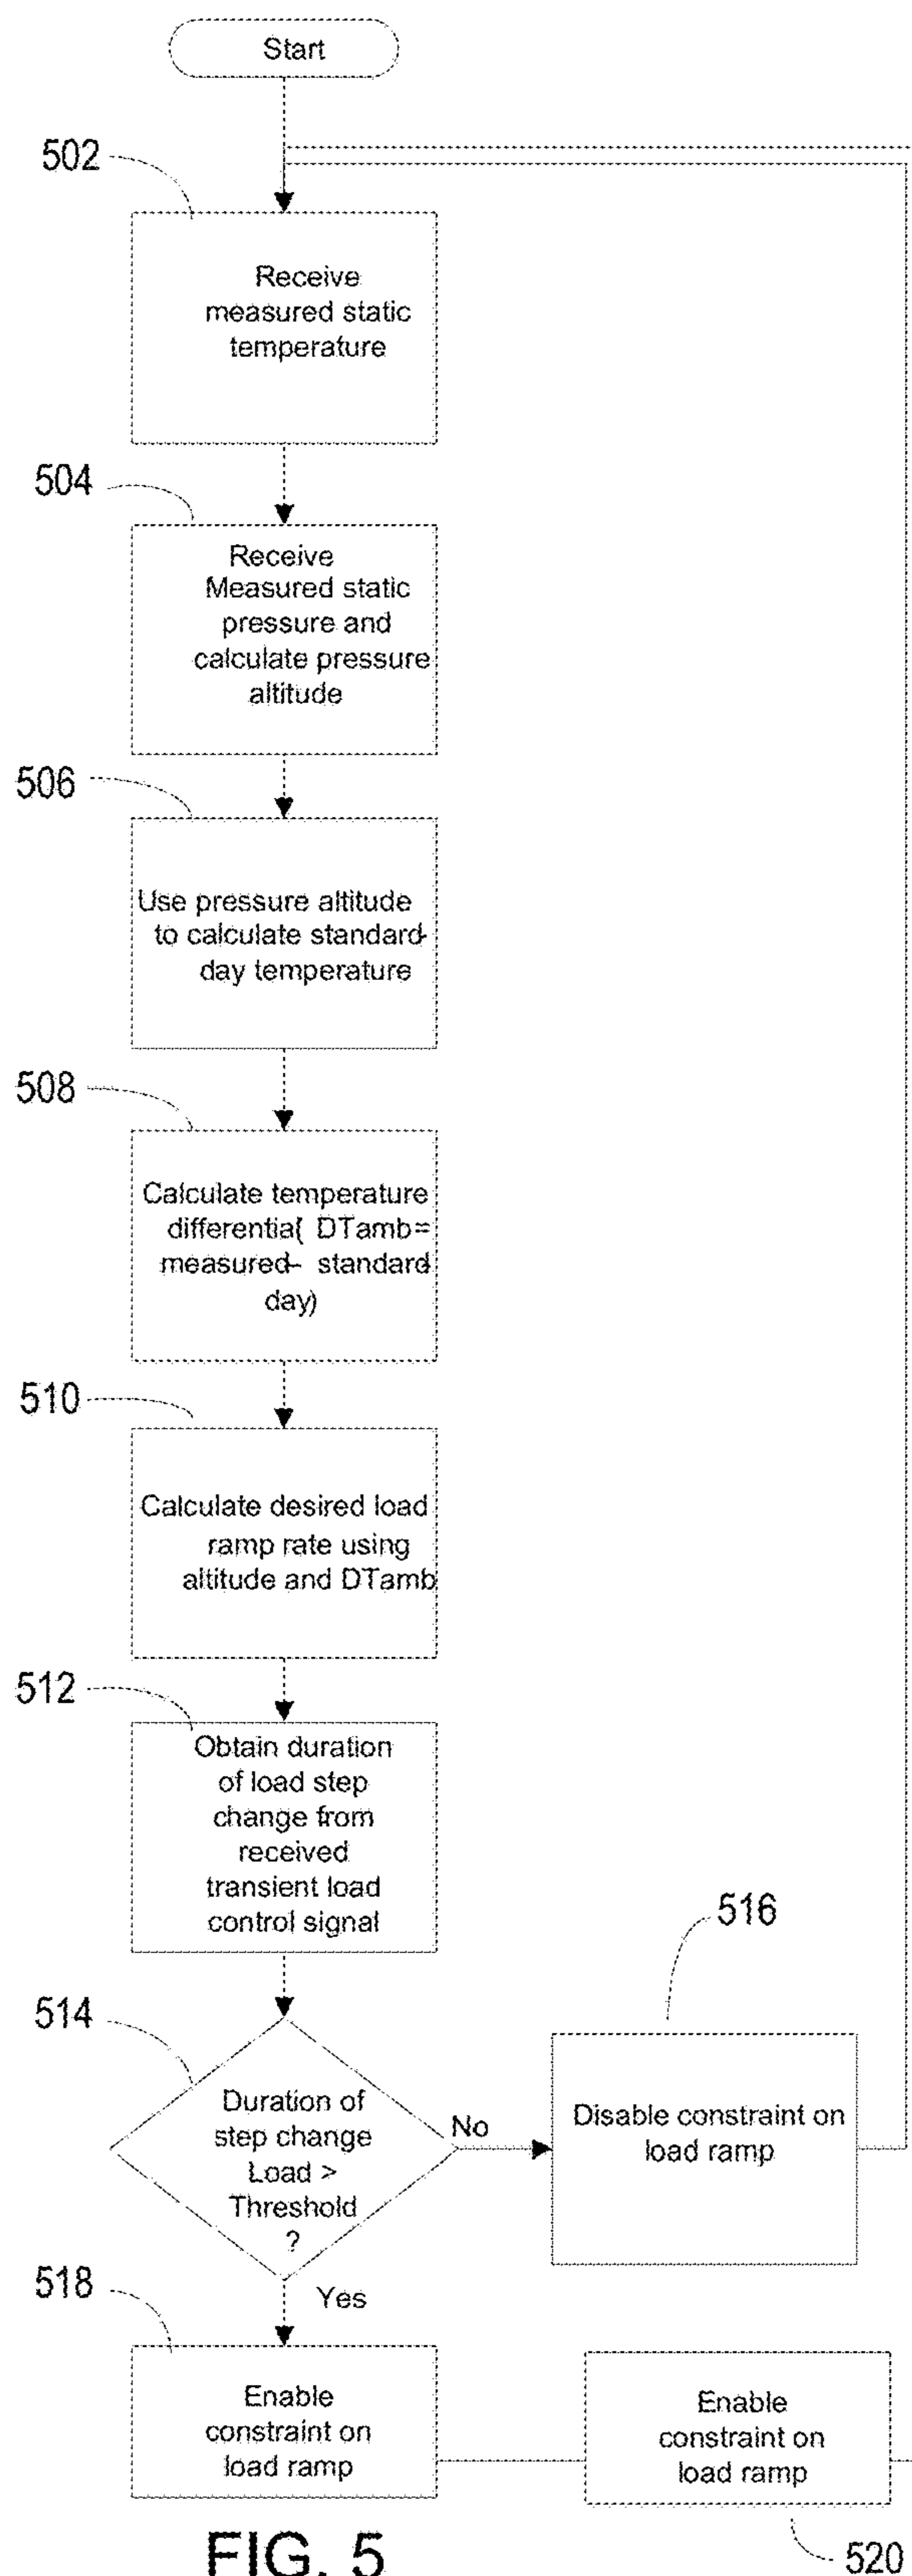 Start
502
Receive
measured static
temperature
504
Receive
Measured static
pressure and
calculate pressure
altitude
506
Use pressure altitude
to calculate standard-
day temperature
508
Calculate temperature
differential( DTamb=
measured– standard
day)
510
Calculate desired load
ramp rate using
altitude and DTamb
512
Obtain duration
of load step
change from
received
transient load
control signal
514
Duration of
step change
Load >
Threshold
?
No
516
Disable constraint on
load ramp
Yes
518
Enable
constraint on
load ramp
Enable
constraint on
load ramp
520
FIG. 5